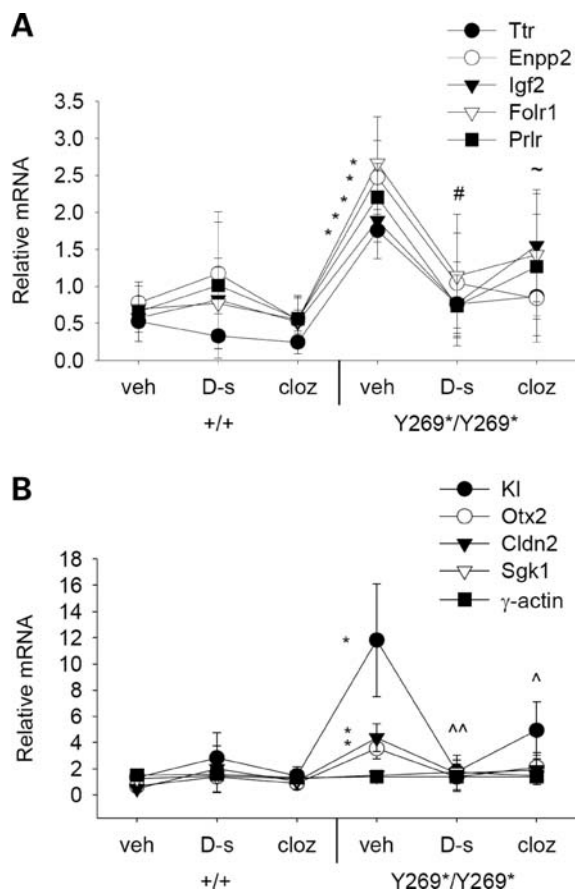 A
Ttr
Enpp2
Igf2
Folr1
Prlr
Relative mRNA
3.5
3.0
2.5
2.0
1.5
1.0
0.5
0.0
* * * * *
#
~
veh D-s cloz veh D-s cloz
+/+ Y269*/Y269*
B
Kl
Otx2
Cldn2
Sgk1
γ-actin
Relative mRNA
18
16
14
12
10
8
6
4
2
0
*
*
*
^^
^
veh D-s cloz veh D-s cloz
+/+ Y269*/Y269*